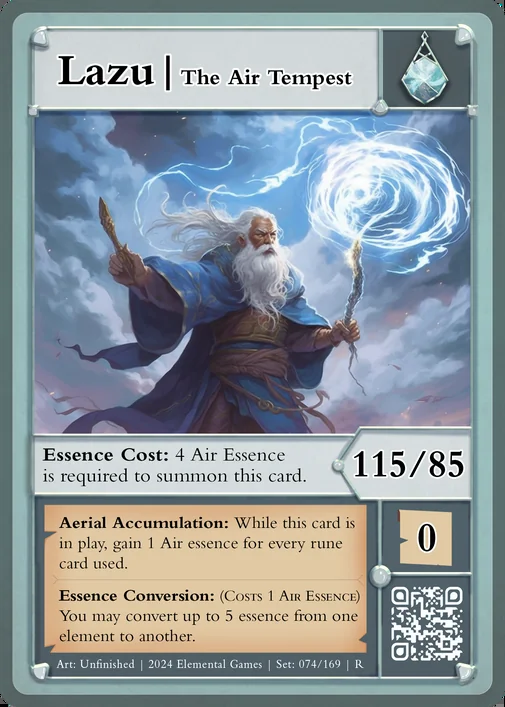 Lazu | The Air Tempest
Essence Cost: 4 Air Essence
is required to summon this card.
115/85
Aerial Accumulation: While this card is
in play, gain 1 Air essence for every rune
card used.
0
Essence Conversion: (Costs 1 Air Essence)
You may convert up to 5 essence from one
element to another.
Art: Unfinished | 2024 Elemental Games | Set: 074/169 | R